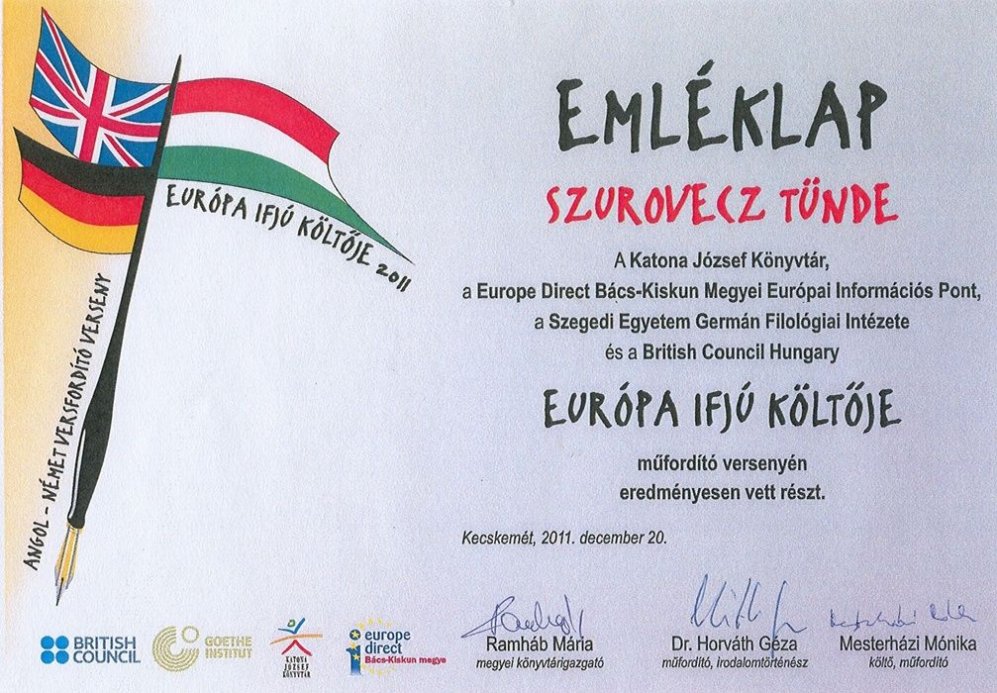 EMLÉKLAP
SZUROVECZ TÜNDE
A Katona József Könyvtár,
a Europe Direct Bács-Kiskun Megyei Európai Információs Pont,
a Szegedi Egyetem Germán Filológiai Intézete
és a British Council Hungary
EURÓPA IFJÚ KÖLTŐJE
műfordító versenyén
eredményesen vett részt.
Kecskemét, 2011. december 20.
EURÓPA IFJÚ KÖLTŐJE 2011
ANGOL - NÉMET VERSFORDÍTÓ VERSENY
BRITISH
COUNCIL
GOETHE
INSTITUT
KATONA
JÓZSEF
KÖNYVTÁR
europe
direct
Bács-Kiskun megye
Ramháb Mária
megyei könyvtárigazgató
Dr. Horváth Géza
műfordító, irodalomtörténész
Mesterházi Mónika
költő, műfordító